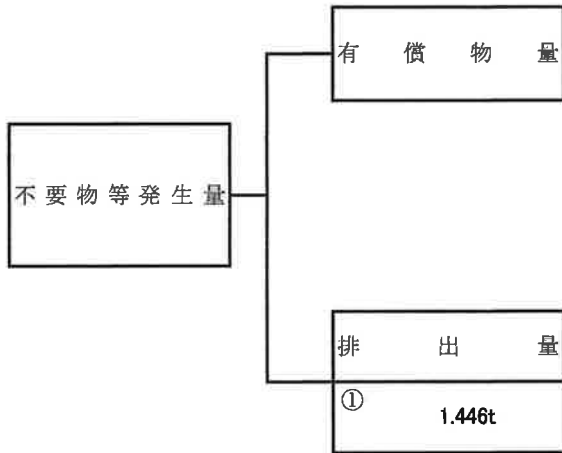 有償物量
不要物等発生量
排出量
①
1.446t